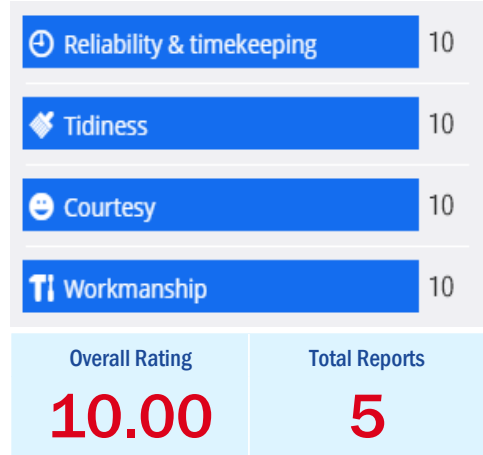 Reliability & timekeeping 10
Tidiness 10
Courtesy 10
Workmanship 10
Overall Rating Total Reports
10.00 5